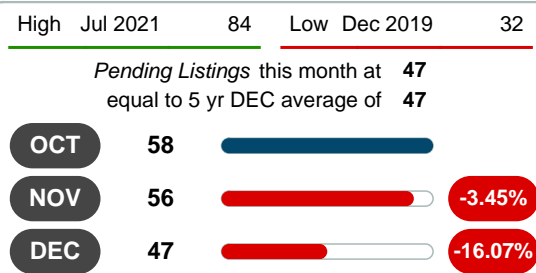 High Jul 2021 84 Low Dec 2019 32
Pending Listings this month at 47
equal to 5 yr DEC average of 47
OCT 58
NOV 56 -3.45%
DEC 47 -16.07%